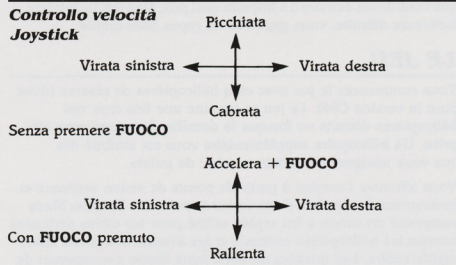 Controllo velocità
Joystick
Picchiata
Virata sinistra
Virata destra
Cabrata
Senza premere FUOCO
Accelera + FUOCO
Virata sinistra
Virata destra
Con FUOCO premuto
Rallenta